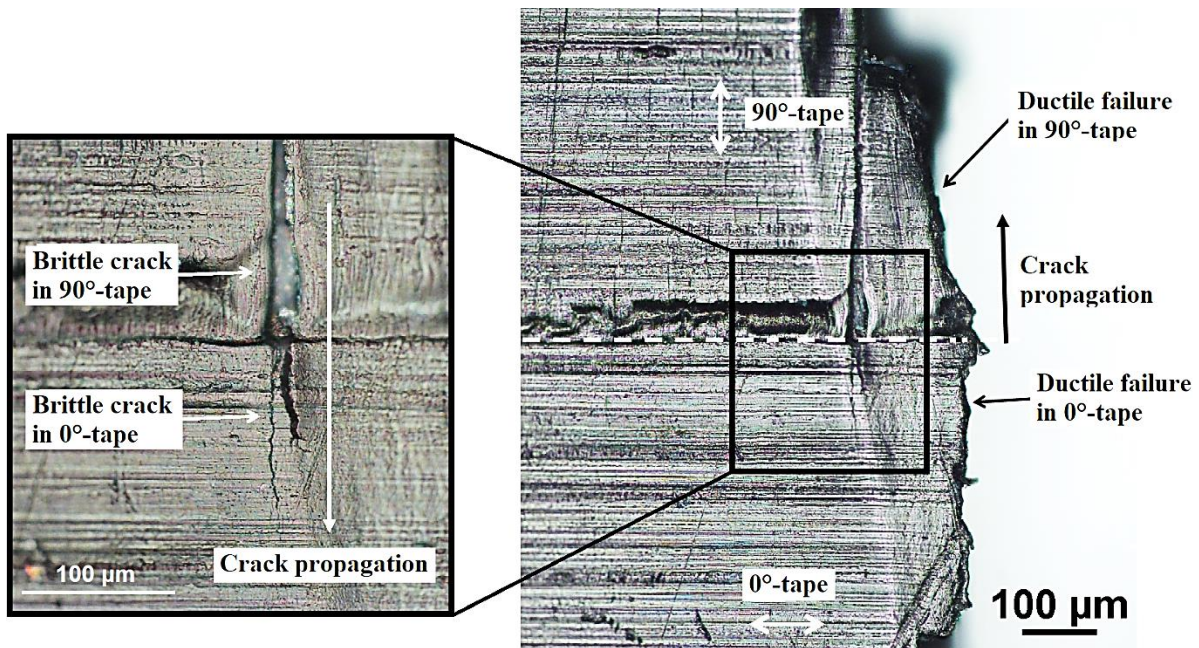 Brittle crack
in 90°-tape
Brittle crack
in 0°-tape
Crack propagation
100 µm
90°-tape
0°-tape
Ductile failure
in 90°-tape
Crack
propagation
Ductile failure
in 0°-tape
100 µm